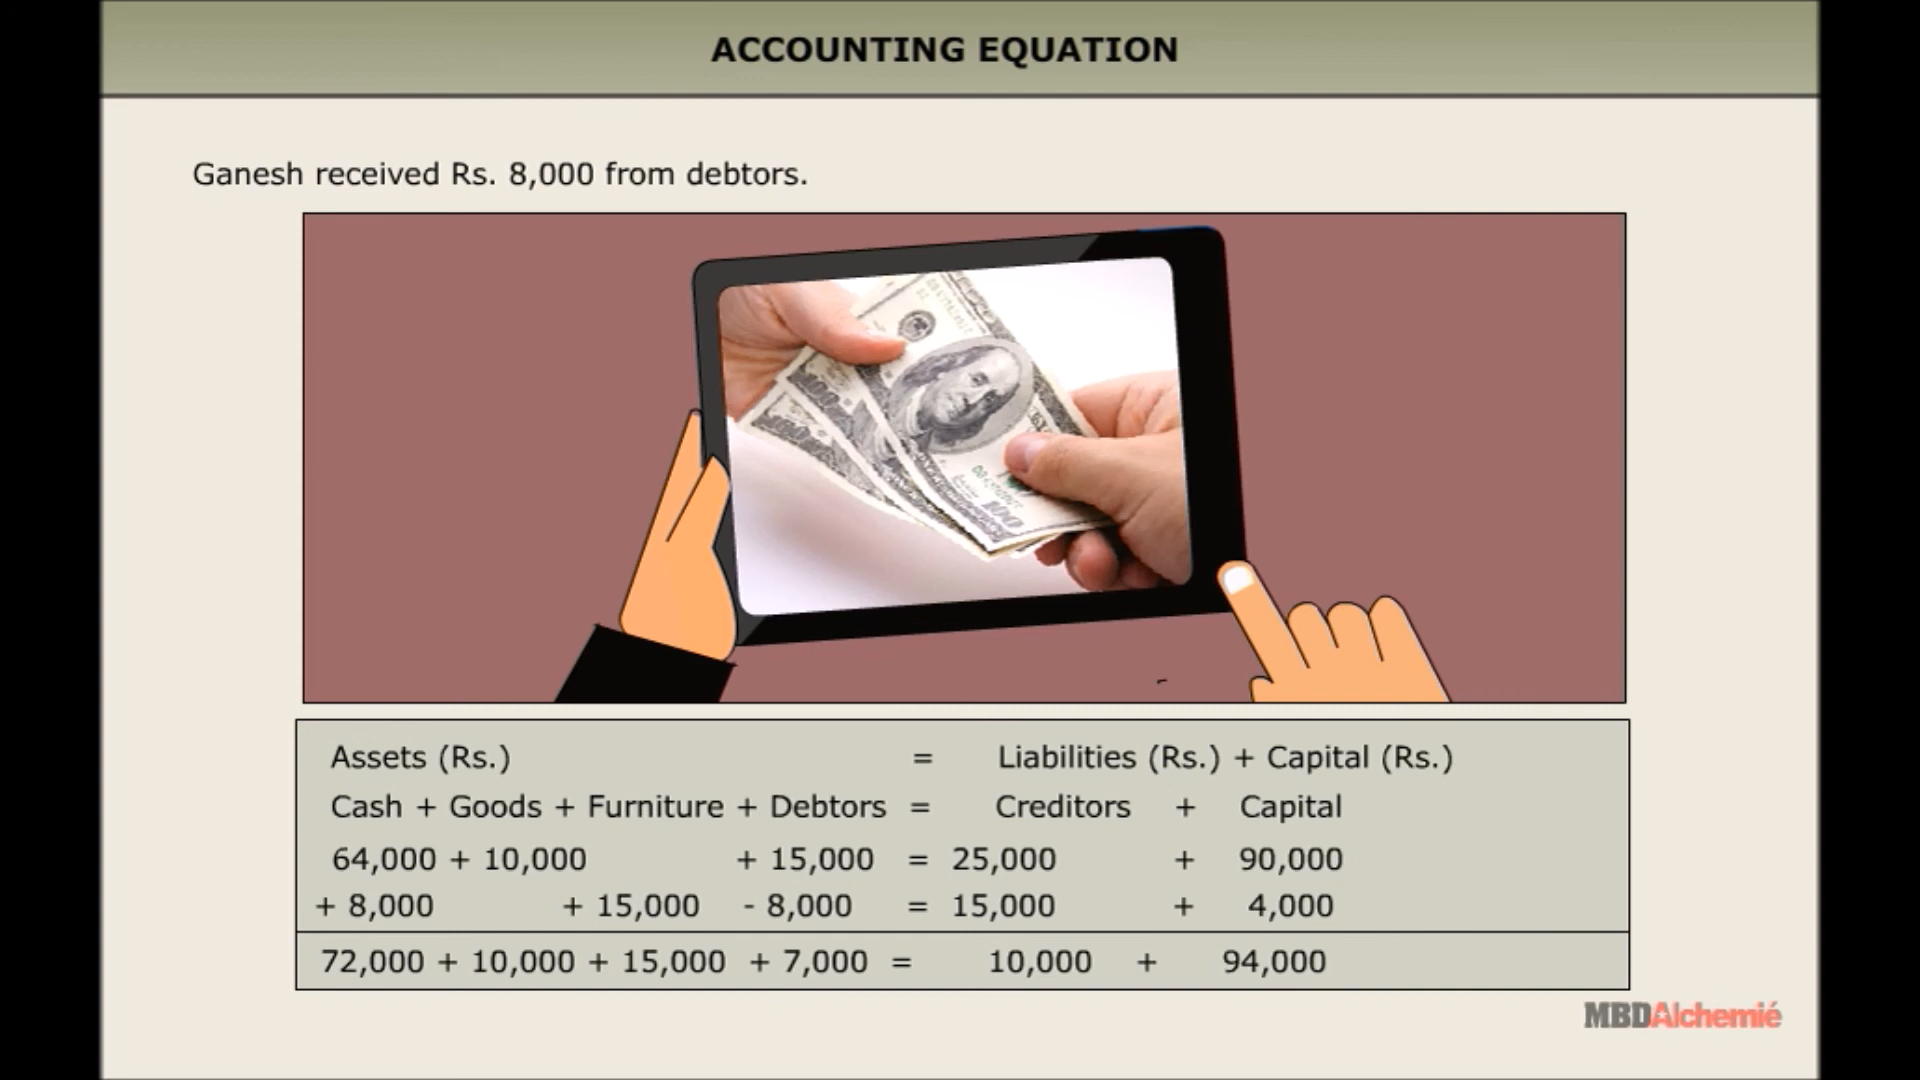 ACCOUNTING EQUATION
Ganesh received Rs. 8,000 from debtors.
100
Assets (Rs.) = Liabilities (Rs.) + Capital (Rs.)
Cash + Goods + Furniture + Debtors = Creditors + Capital
64,000 + 10,000 + 15,000 = 25,000 + 90,000
+ 8,000 + 15,000 - 8,000 = 15,000 + 4,000
72,000 + 10,000 + 15,000 + 7,000 = 10,000 + 94,000
MBDAlchemié